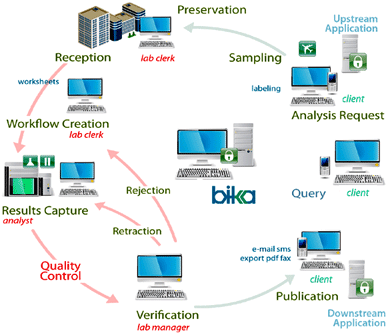 Preservation
Upstream
Application
Reception
lab clerk
Sampling
worksheets
labeling
client
Analysis Request
Workflow Creation
lab clerk
bika
Query
client
Rejection
Results Capture
analyst
Retraction
Quality
Control
e-mail sms
export pdf fax
client
Verification
lab manager
Publication
Downstream
Application